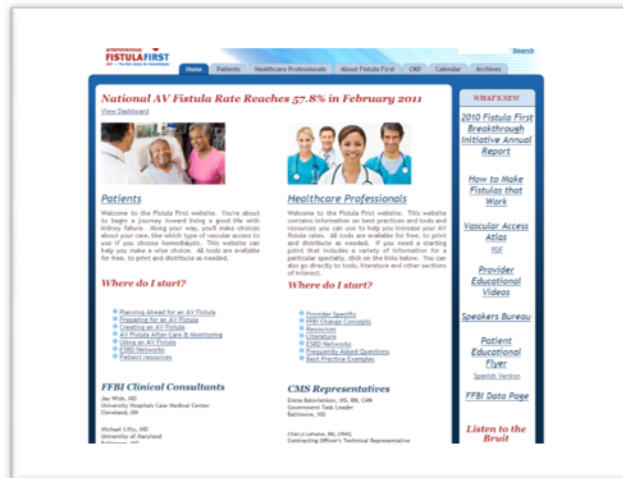 FISTULAFIRST
Search
Home Patients Healthcare Professionals About Fistula First CKD Calendar Archives
National AV Fistula Rate Reaches 57.8% in February 2011
View Dashboard
Patients
Welcome to the Fistula First website. You're about
to begin a journey toward living a good life with
kidney failure. Along your way, you'll make choices
about your care, like which type of vascular access to
use if you choose hemodialysis. This website can
help you make a wise choice. All tools are available
for free, to print and distribute as needed.
Where do I start?
Planning Ahead for an AV Fistula
Preparing for an AV Fistula
Creating an AV Fistula
AV Fistula After Care & Monitoring
Using an AV Fistula
ESRD Networks
Patient resources
FFBI Clinical Consultants
Jay Wish, MD
University Hospitals Case Medical Center
Cleveland, OH
Michael Lilly, MD
University of Maryland
Baltimore, MD
Healthcare Professionals
Welcome to the Fistula First website. This website
contains information on best practices and tools and
resources you can use to help you increase your AV
fistula rates. All tools are available for free, to print
and distribute as needed. If you need a starting
point that includes a variety of information for a
particular specialty, click on the links below. You can
also go directly to tools, literature and other sections
of interest.
Where do I start?
Provider Specific
FFBI Change Concepts
Resources
Literature
ESRD Networks
Frequently Asked Questions
Best Practice Examples
CMS Representatives
Elena Balovlenkov, MS, RN, CHN
Government Task Leader
Baltimore, MD
Cheryl Lehane, RN, CPHQ
Contracting Officer's Technical Representative
WHAT'S NEW
2010 Fistula First
Breakthrough
Initiative Annual
Report
How to Make
Fistulas that
Work
Vascular Access
Atlas
PDF
Provider
Educational
Videos
Speakers Bureau
Patient
Educational
Flyer
Spanish Version
FFBI Data Page
Listen to the
Bruit